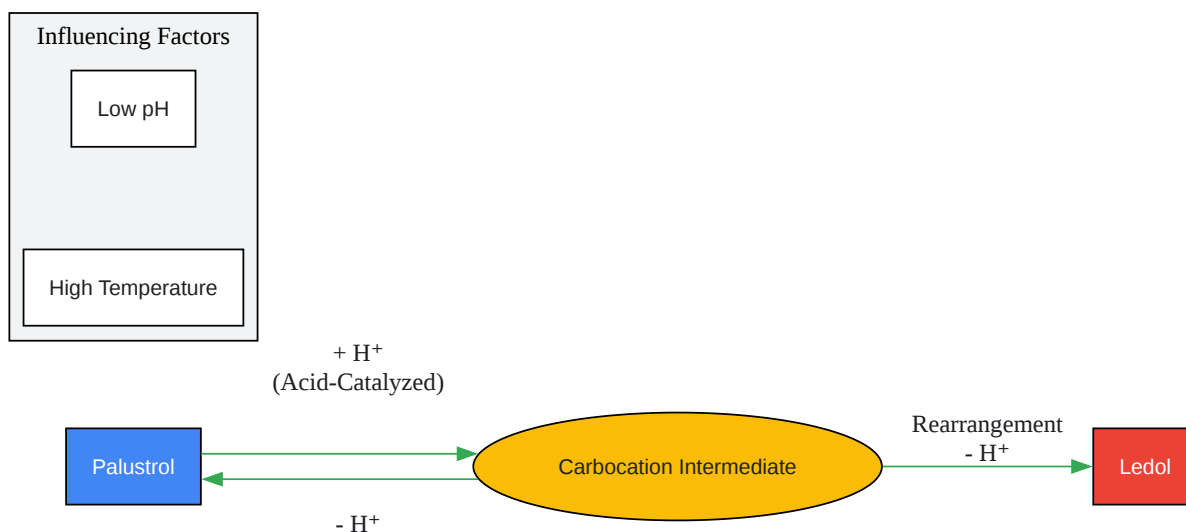 Influencing Factors
Low pH
High Temperature
+ H⁺
(Acid-Catalyzed)
Palustrol
Carbocation Intermediate
Rearrangement
- H⁺
Ledol
- H⁺